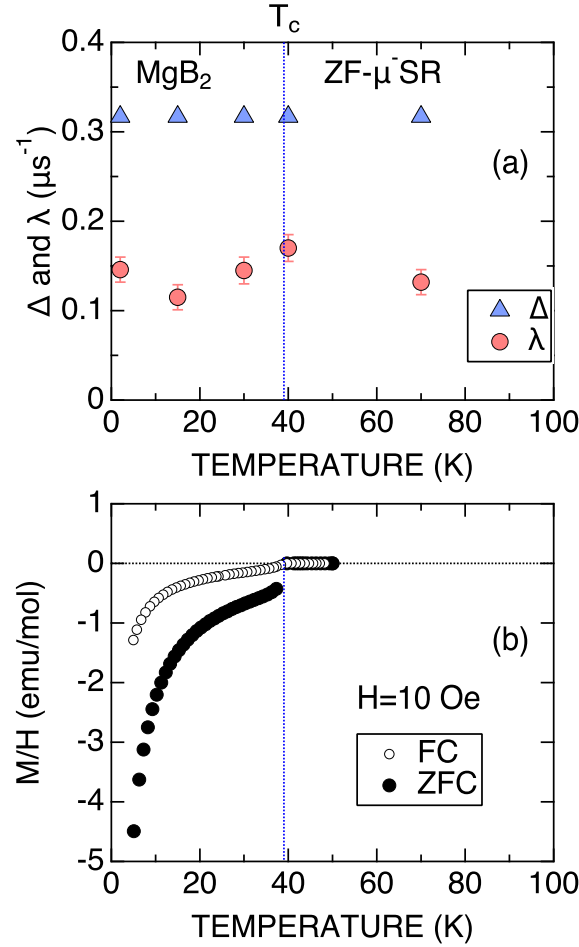 T_c
0.4
MgB₂ ZF-μ⁻SR
0.3
(a)
0.2
0.1
Δ
λ
0
Δ and λ (μs⁻¹)
0 20 40 60 80 100
TEMPERATURE (K)
1
0
-1
(b)
-2
H=10 Oe
-3
FC
ZFC
-4
-5
M/H (emu/mol)
0 20 40 60 80 100
TEMPERATURE (K)